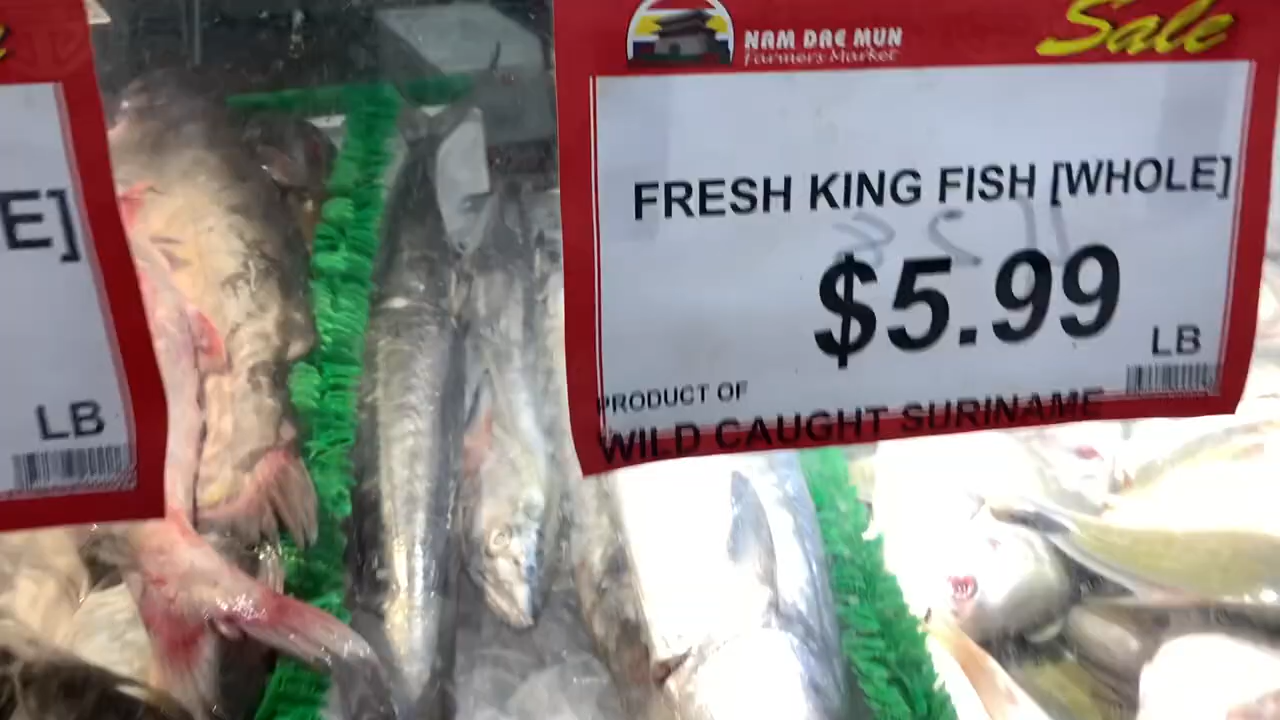 NAM DAE MUN
Farmers Market
Sale
FRESH KING FISH [WHOLE]
$5.99
LB
PRODUCT OF
WILD CAUGHT SURINAME
E]
LB